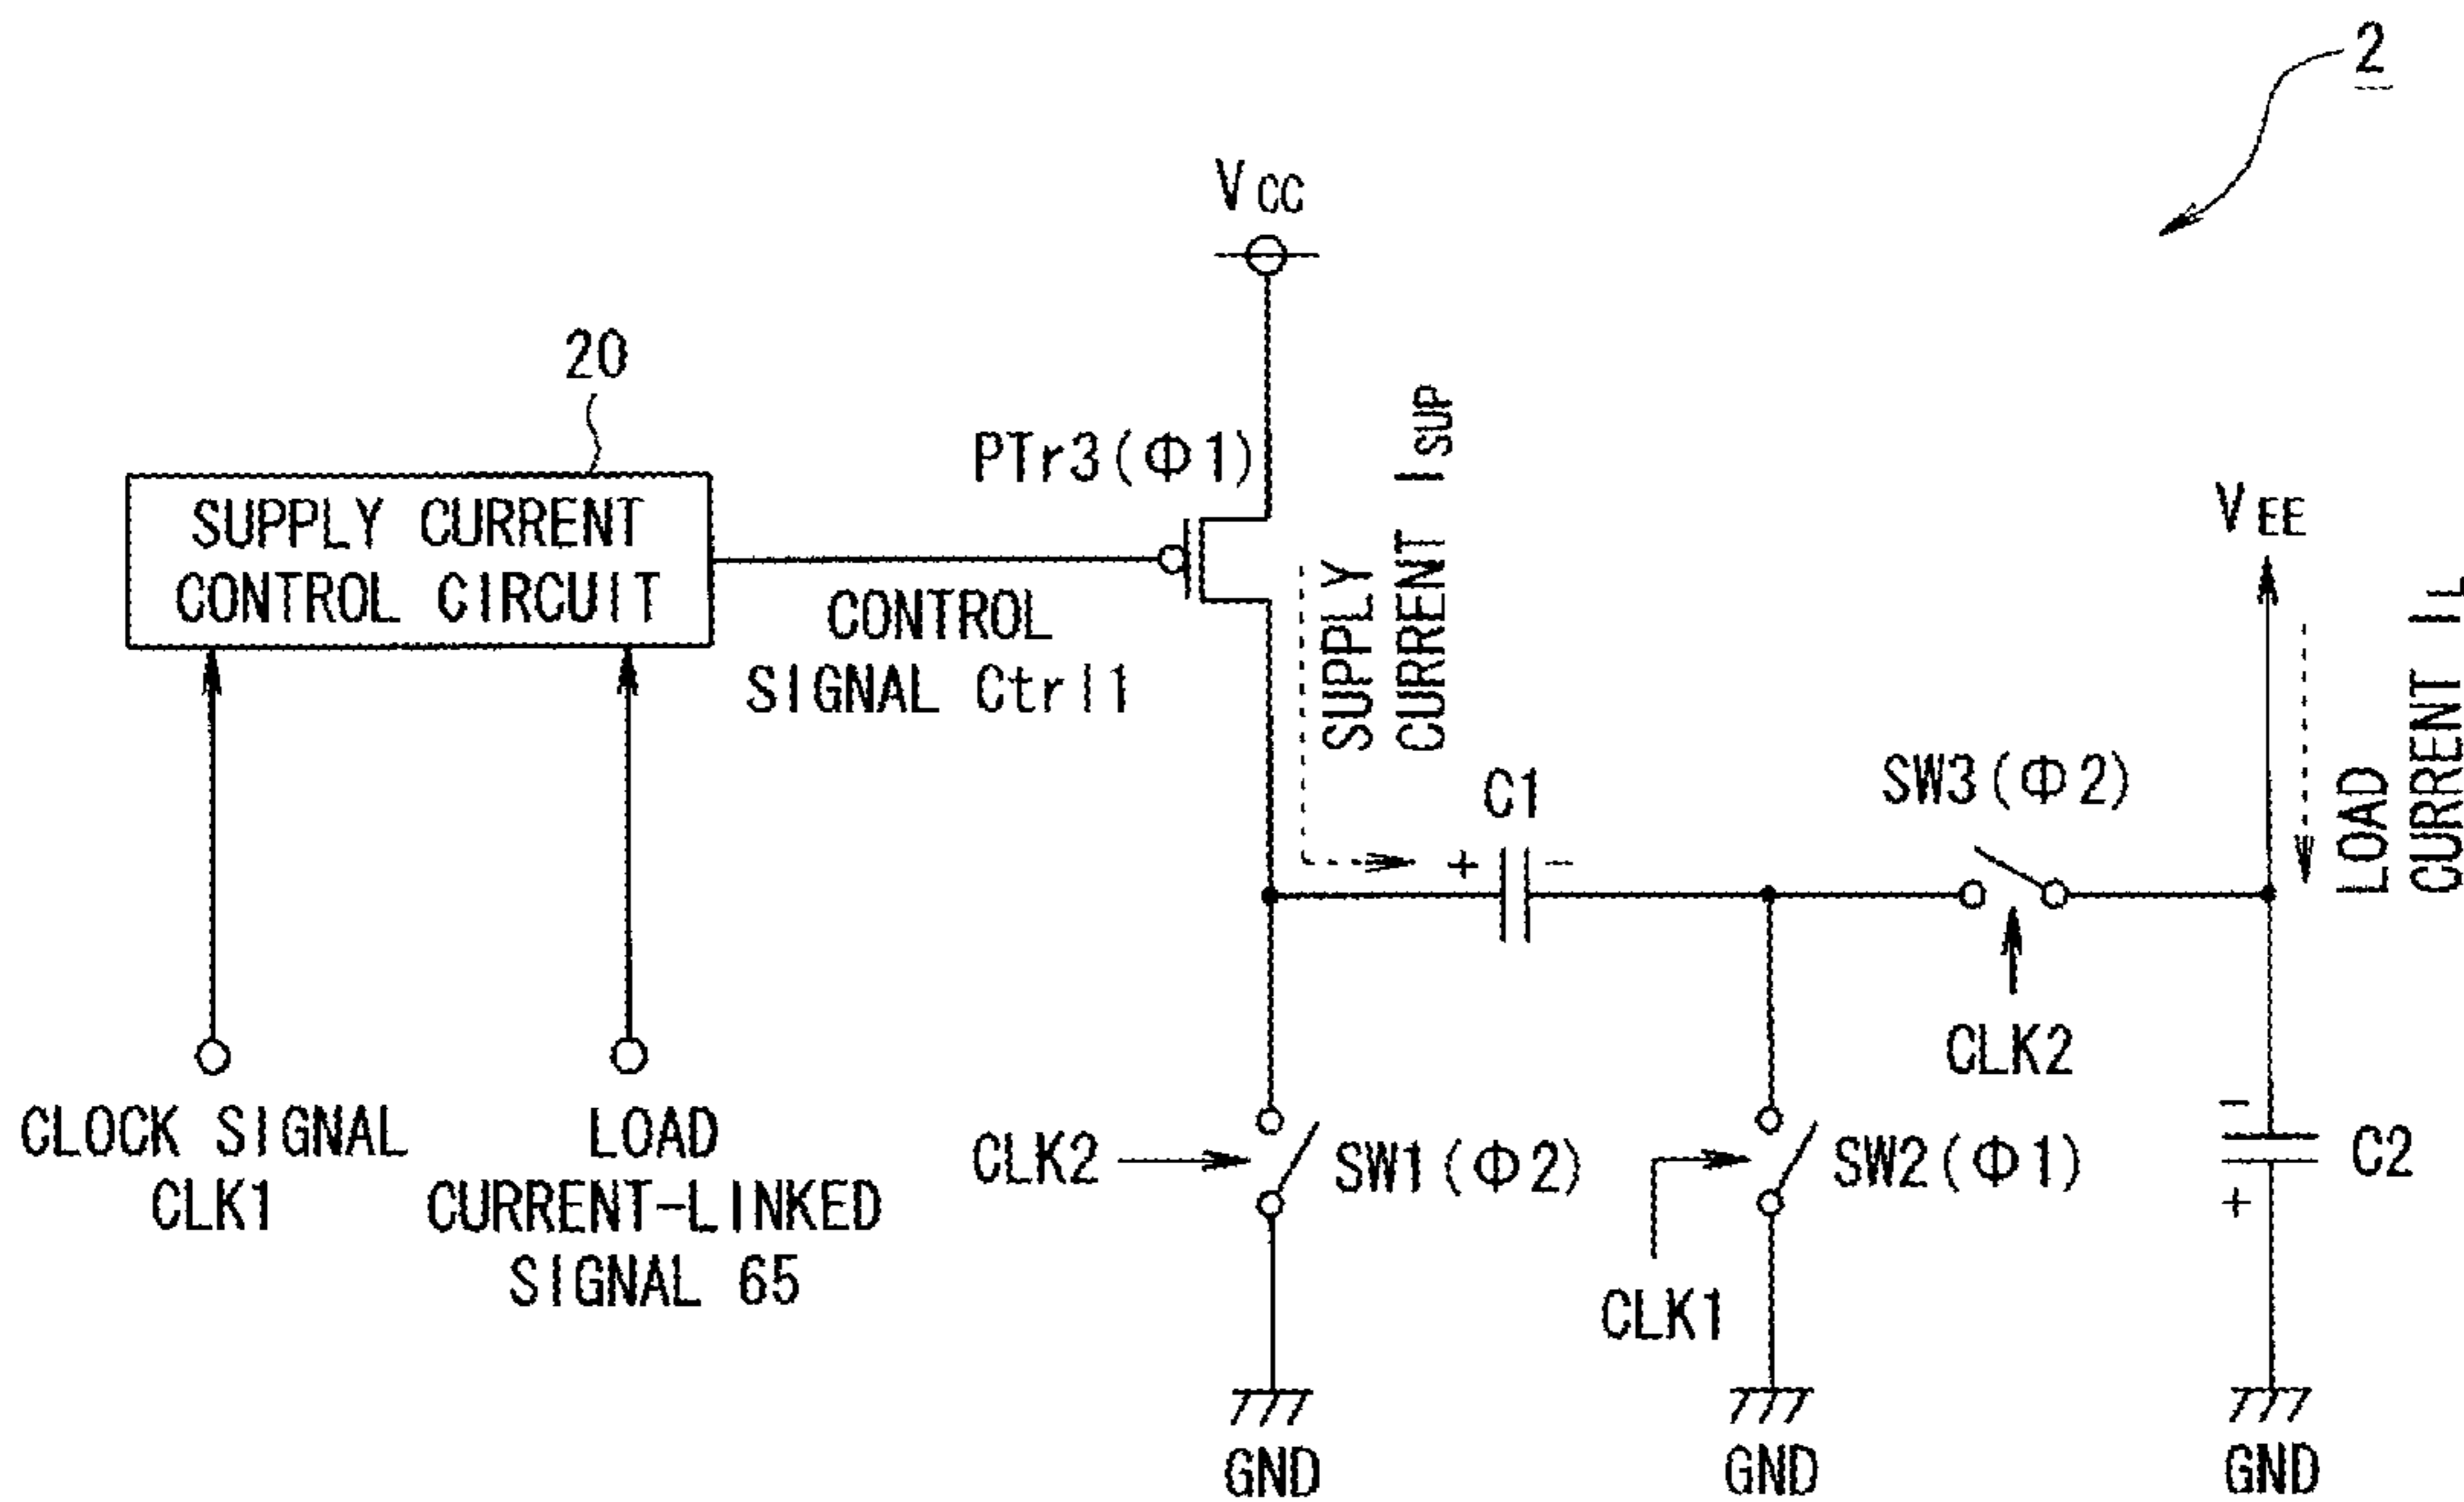 2
VCC
20
PTr3(Φ1)
SUPPLY
CURRENT ISUP
SUPPLY CURRENT
CONTROL CIRCUIT
CONTROL
SIGNAL Ctrl1
VEE
LOAD
CURRENT IL
C1
+
-
SW3(Φ2)
CLK2
CLOCK SIGNAL
CLK1
LOAD
CURRENT-LINKED
SIGNAL 65
CLK2
SW1(Φ2)
CLK1
SW2(Φ1)
-
+
C2
GND
GND
GND